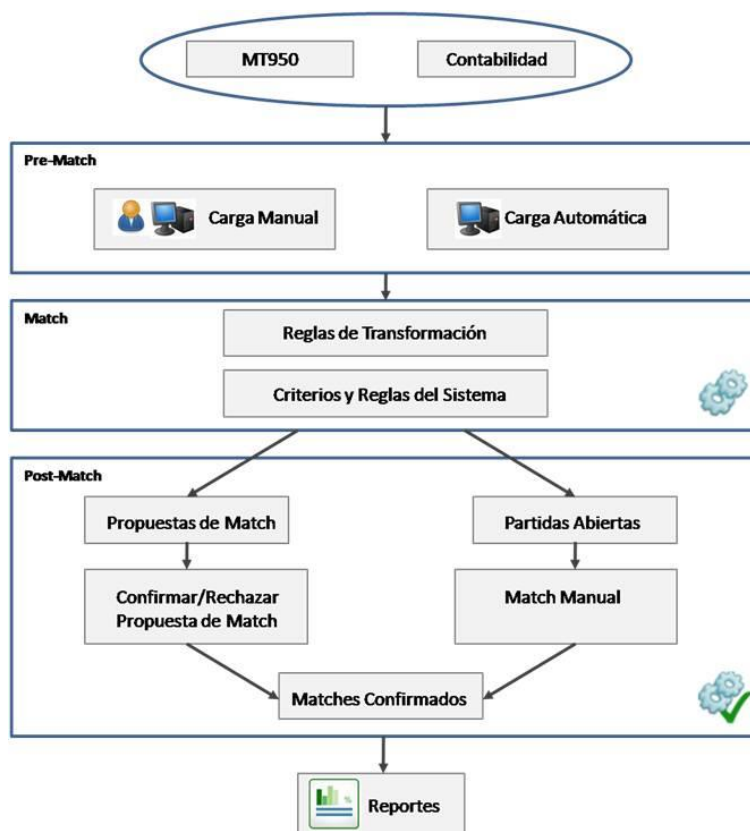 MT950
Contabilidad
Pre-Match
Carga Manual
Carga Automática
Match
Reglas de Transformación
Criterios y Reglas del Sistema
Post-Match
Propuestas de Match
Partidas Abiertas
Confirmar/Rechazar
Propuesta de Match
Match Manual
Matches Confirmados
Reportes